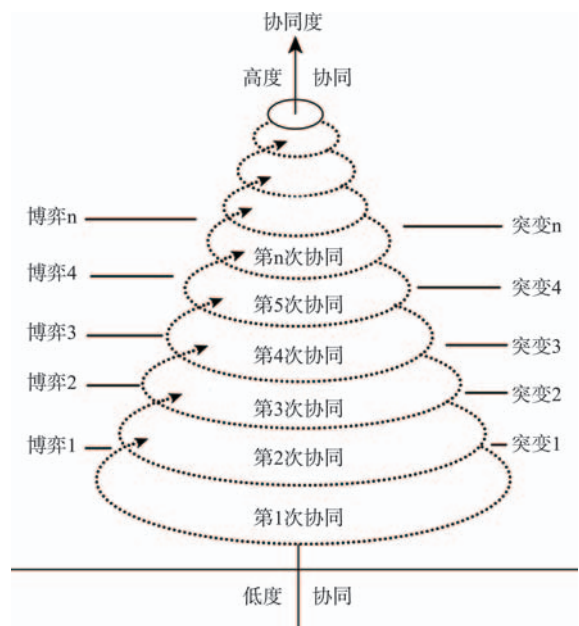 协同度
高度 协同
博弈n
突变n
第n次协同
博弈4
突变4
第5次协同
博弈3
突变3
第4次协同
博弈2
突变2
第3次协同
博弈1
突变1
第2次协同
第1次协同
低度 协同